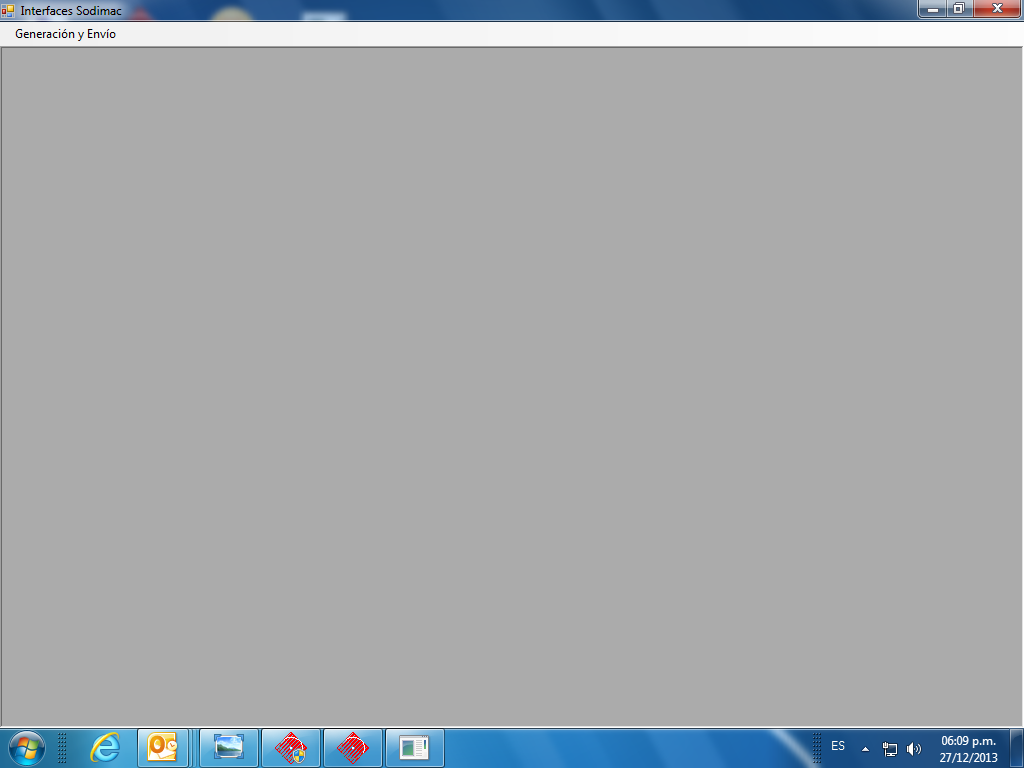 Interfaces Sodimac
Generación y Envío
ES
06:09 p.m.
27/12/2013